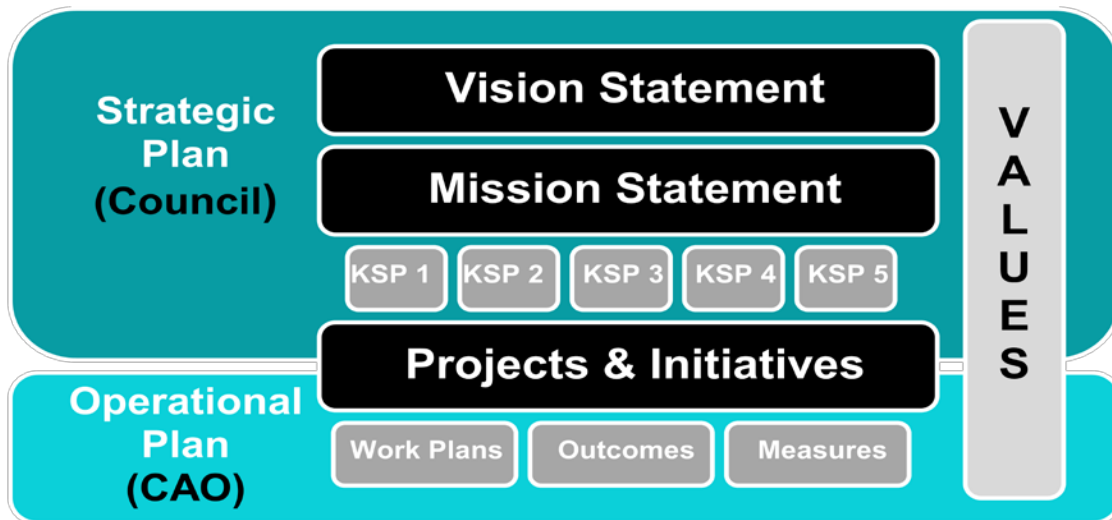 Strategic
Plan
(Council)
Vision Statement
Mission Statement
KSP 1 KSP 2 KSP 3 KSP 4 KSP 5
Projects & Initiatives
Operational
Plan
(CAO)
Work Plans Outcomes Measures
V
A
L
U
E
S